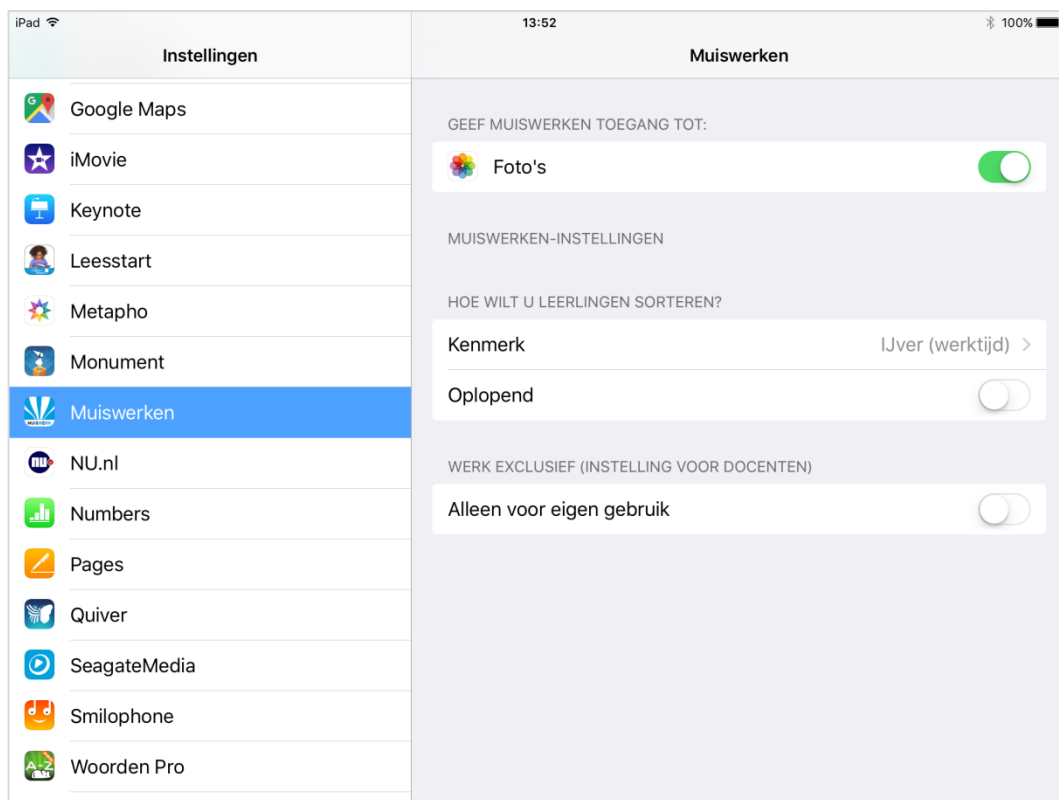 iPad 13:52 100%
Instellingen
Google Maps
iMovie
Keynote
Leesstart
Metapho
Monument
Muiswerken
NU.nl
Numbers
Pages
Quiver
SeagateMedia
Smilophone
Woorden Pro
Muiswerken
GEEF MUISWERKEN TOEGANG TOT:
Foto's
MUISWERKEN-INSTELLINGEN
HOE WILT U LEERLINGEN SORTEREN?
Kenmerk IJver (werktijd)
Oplopend
WERK EXCLUSIEF (INSTELLING VOOR DOCENTEN)
Alleen voor eigen gebruik